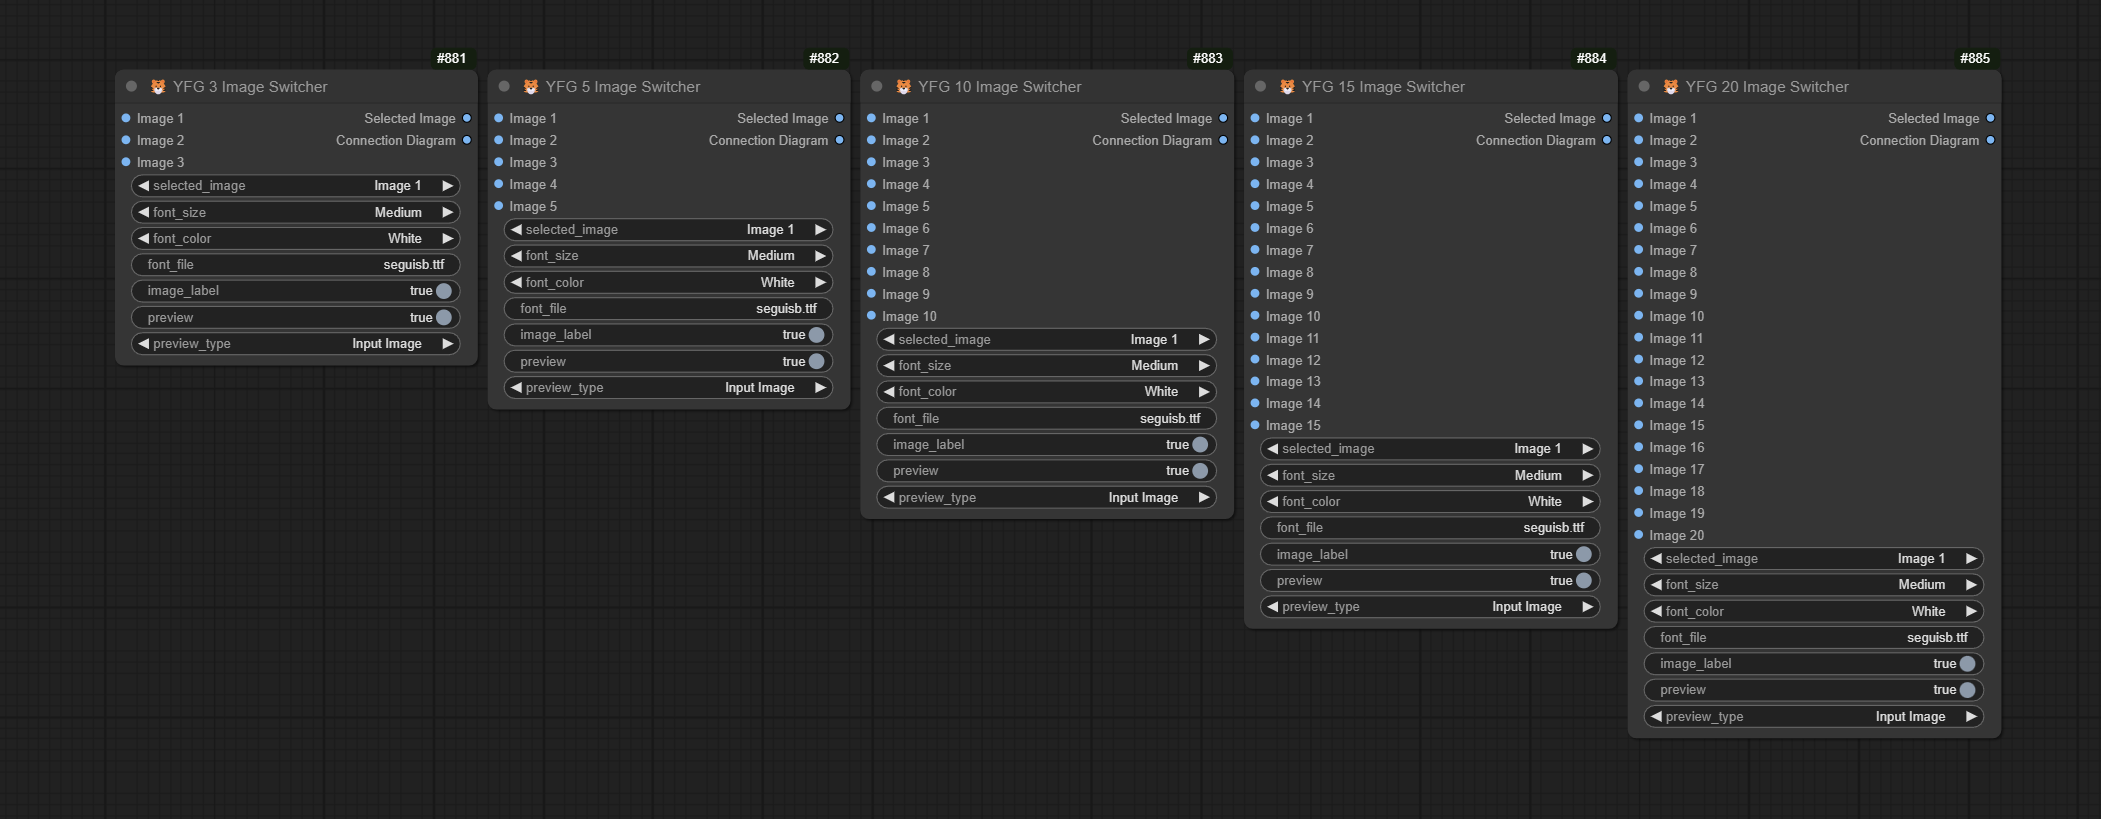 #881
YFG 3 Image Switcher
Image 1 Selected Image
Image 2 Connection Diagram
Image 3
selected_image Image 1
font_size Medium
font_color White
font_file seguisb.ttf
image_label true
preview true
preview_type Input Image
#882
YFG 5 Image Switcher
Image 1 Selected Image
Image 2 Connection Diagram
Image 3
Image 4
Image 5
selected_image Image 1
font_size Medium
font_color White
font_file seguisb.ttf
image_label true
preview true
preview_type Input Image
#883
YFG 10 Image Switcher
Image 1 Selected Image
Image 2 Connection Diagram
Image 3
Image 4
Image 5
Image 6
Image 7
Image 8
Image 9
Image 10
selected_image Image 1
font_size Medium
font_color White
font_file seguisb.ttf
image_label true
preview true
preview_type Input Image
#884
YFG 15 Image Switcher
Image 1 Selected Image
Image 2 Connection Diagram
Image 3
Image 4
Image 5
Image 6
Image 7
Image 8
Image 9
Image 10
Image 11
Image 12
Image 13
Image 14
Image 15
selected_image Image 1
font_size Medium
font_color White
font_file seguisb.ttf
image_label true
preview true
preview_type Input Image
#885
YFG 20 Image Switcher
Image 1 Selected Image
Image 2 Connection Diagram
Image 3
Image 4
Image 5
Image 6
Image 7
Image 8
Image 9
Image 10
Image 11
Image 12
Image 13
Image 14
Image 15
Image 16
Image 17
Image 18
Image 19
Image 20
selected_image Image 1
font_size Medium
font_color White
font_file seguisb.ttf
image_label true
preview true
preview_type Input Image